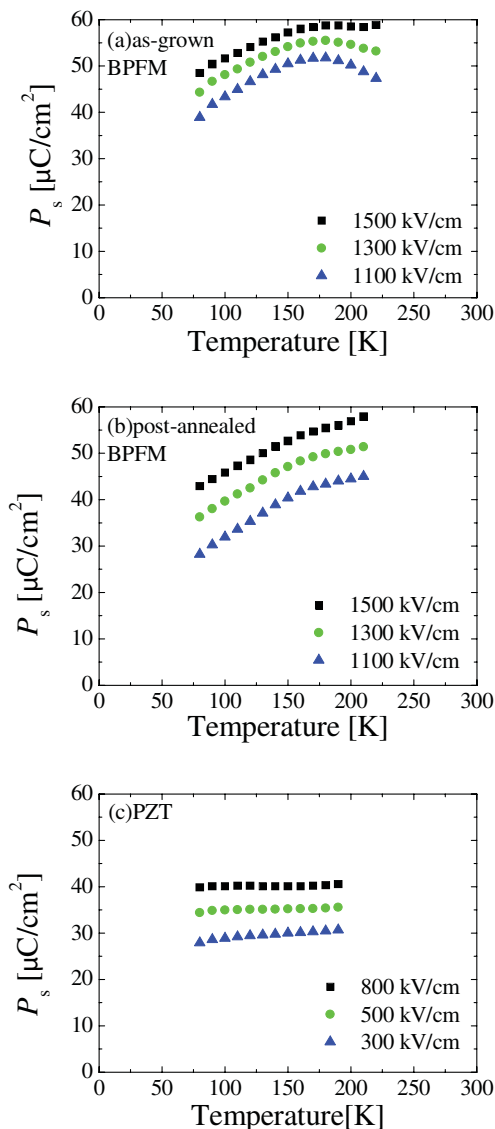 (a)as-grown
BPFM
60
50
40
30
20
10
0
P_s [μC/cm²]
1500 kV/cm
1300 kV/cm
1100 kV/cm
0 50 100 150 200 250 300
Temperature [K]
(b)post-annealed
BPFM
60
50
40
30
20
10
0
P_s [μC/cm²]
1500 kV/cm
1300 kV/cm
1100 kV/cm
0 50 100 150 200 250 300
Temperature [K]
(c)PZT
60
50
40
30
20
10
0
P_s [μC/cm²]
800 kV/cm
500 kV/cm
300 kV/cm
0 50 100 150 200 250 300
Temperature[K]